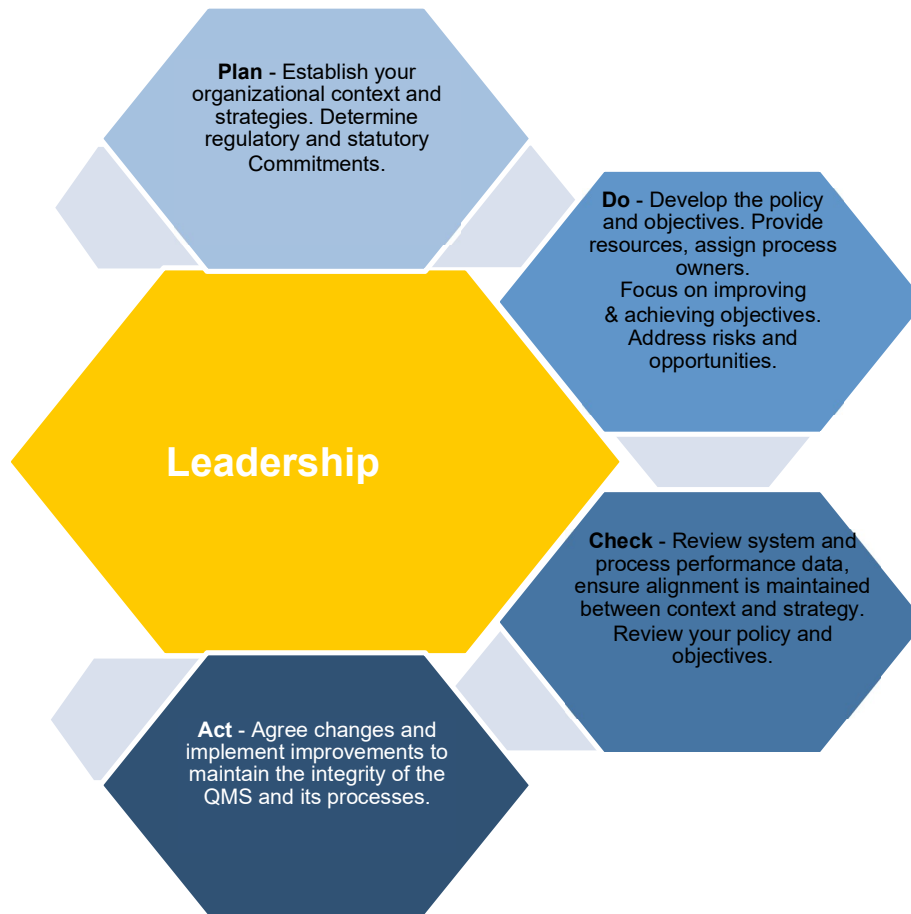 Plan - Establish your
organizational context and
strategies. Determine
regulatory and statutory
Commitments.
Do - Develop the policy
and objectives. Provide
resources, assign process
owners.
Focus on improving
& achieving objectives.
Address risks and
opportunities.
Leadership
Check - Review system and
process performance data,
ensure alignment is maintained
between context and strategy.
Review your policy and
objectives.
Act - Agree changes and
implement improvements to
maintain the integrity of the
QMS and its processes.